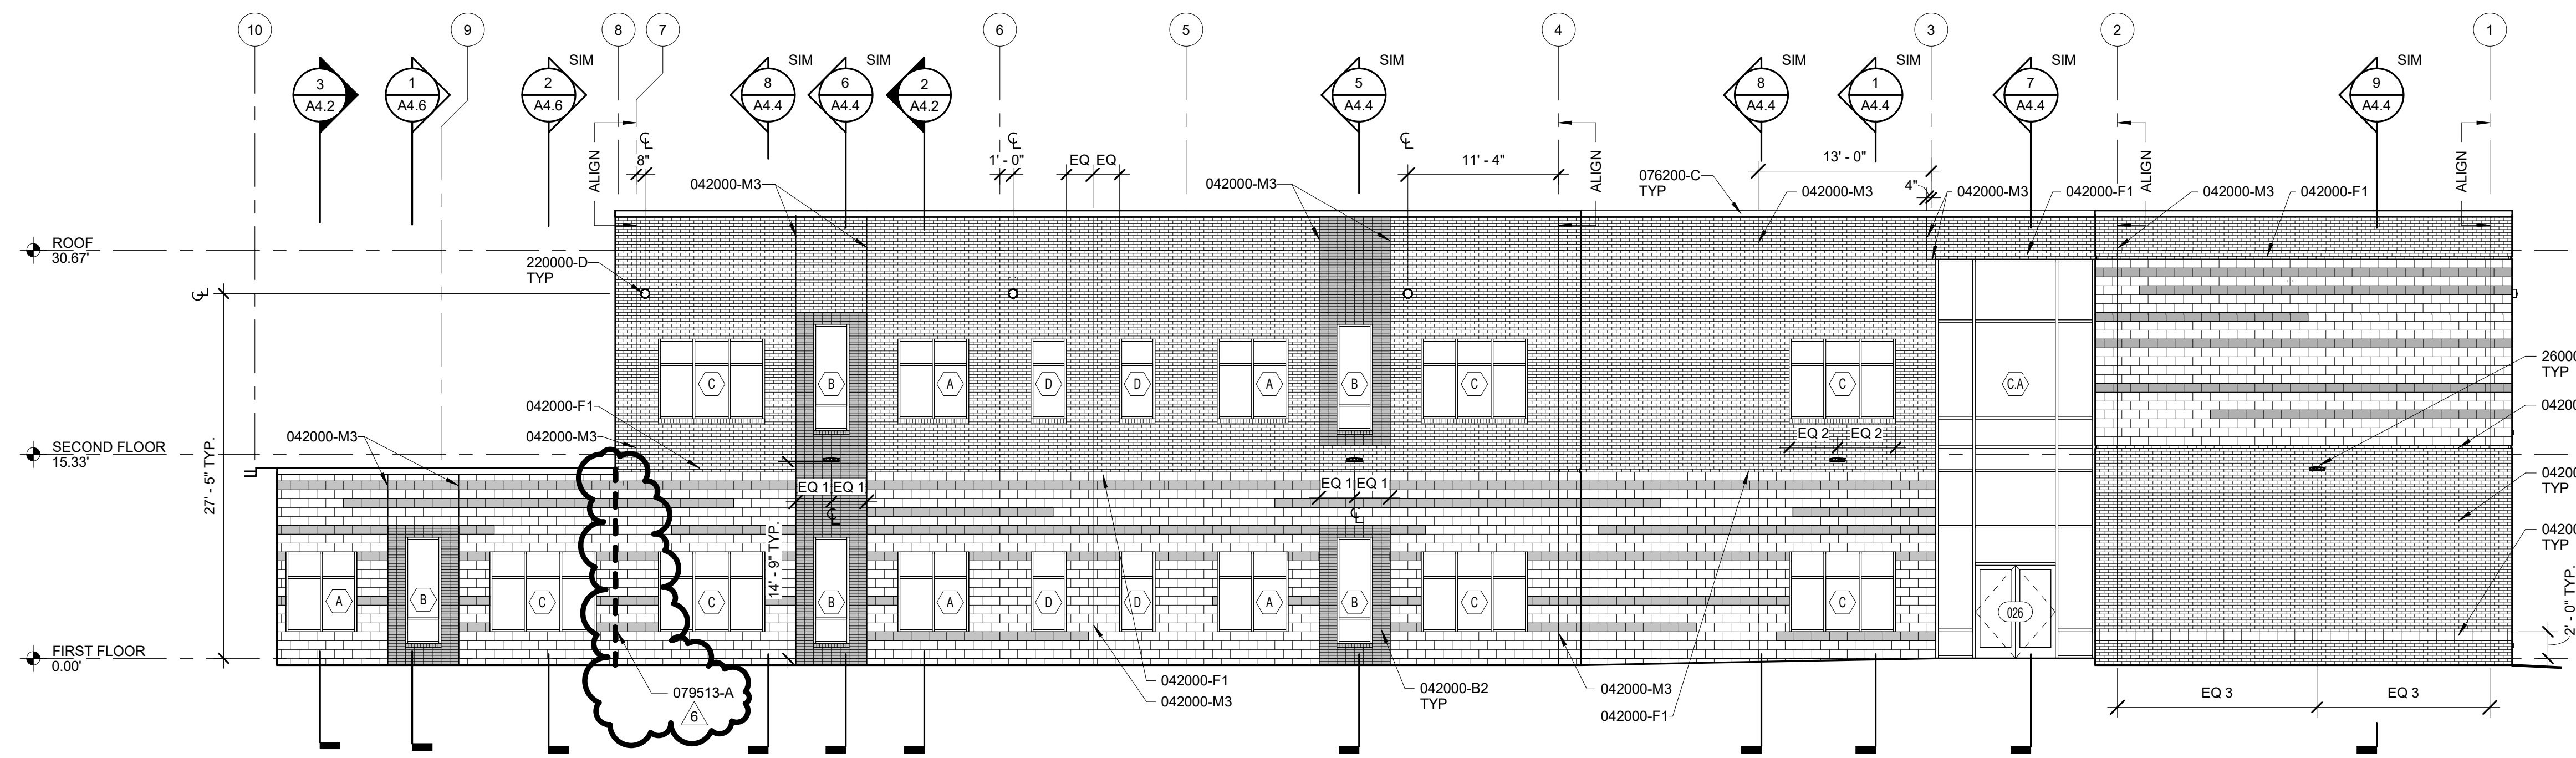 10
9
8
7
6
5
4
3
2
1
SIM
SIM
SIM
SIM
SIM
SIM
SIM
SIM
3
A4.2
1
A4.6
2
A4.6
8
A4.4
6
A4.4
2
A4.2
5
A4.4
8
A4.4
1
A4.4
7
A4.4
9
A4.4
ALIGN
℄
8"
℄
1' - 0"
EQ
EQ
℄
11' - 4"
ALIGN
13' - 0"
4"
ALIGN
ALIGN
042000-M3
042000-M3
076200-C
TYP
042000-M3
042000-M3
042000-F1
042000-M3
042000-F1
ROOF
30.67'
220000-D
TYP
℄
C
B
A
D
D
A
B
C
C
C.A
TYP
042000-F1
042000-M3
042000-M3
EQ 2
EQ 2
SECOND FLOOR
15.33'
27' - 5" TYP.
EQ 1
EQ 1
℄
EQ 1
EQ 1
℄
14' - 9" TYP.
TYP
TYP
A
B
C
C
B
A
D
D
A
B
C
C
026
2' - 0" TYP.
FIRST FLOOR
0.00'
079513-A
6
042000-F1
042000-M3
042000-B2
TYP
042000-M3
042000-F1
EQ 3
EQ 3